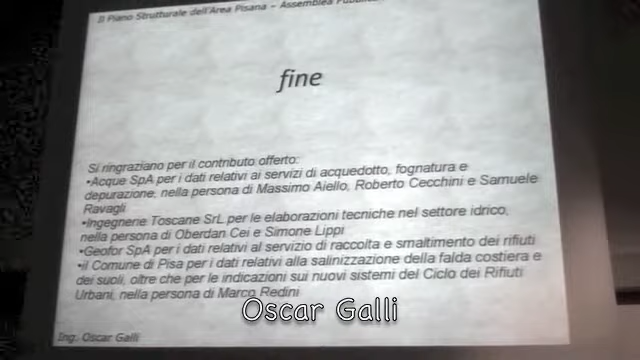 Il Piano Strutturale dell'Area Pisana – Assemblea
fine
Si ringraziano per il contributo offerto:
•Acque SpA per i dati relativi ai servizi di acquedotto, fognatura e
depurazione, nella persona di Massimo Aiello, Roberto Cecchini e Samuele
Ravagli
•Ingegnerie Toscane SrL per le elaborazioni tecniche nel settore idrico,
nella persona di Oberdan Cei e Simone Lippi
•Geofor SpA per i dati relativi al servizio di raccolta e smaltimento dei rifiuti
•il Comune di Pisa per i dati relativi alla salinizzazione della falda costiera e
dei suoli, oltre che per le indicazioni sui nuovi sistemi del Ciclo dei Rifiuti
Urbani, nella persona di Marco Redini
Oscar Galli
Ing. Oscar Galli